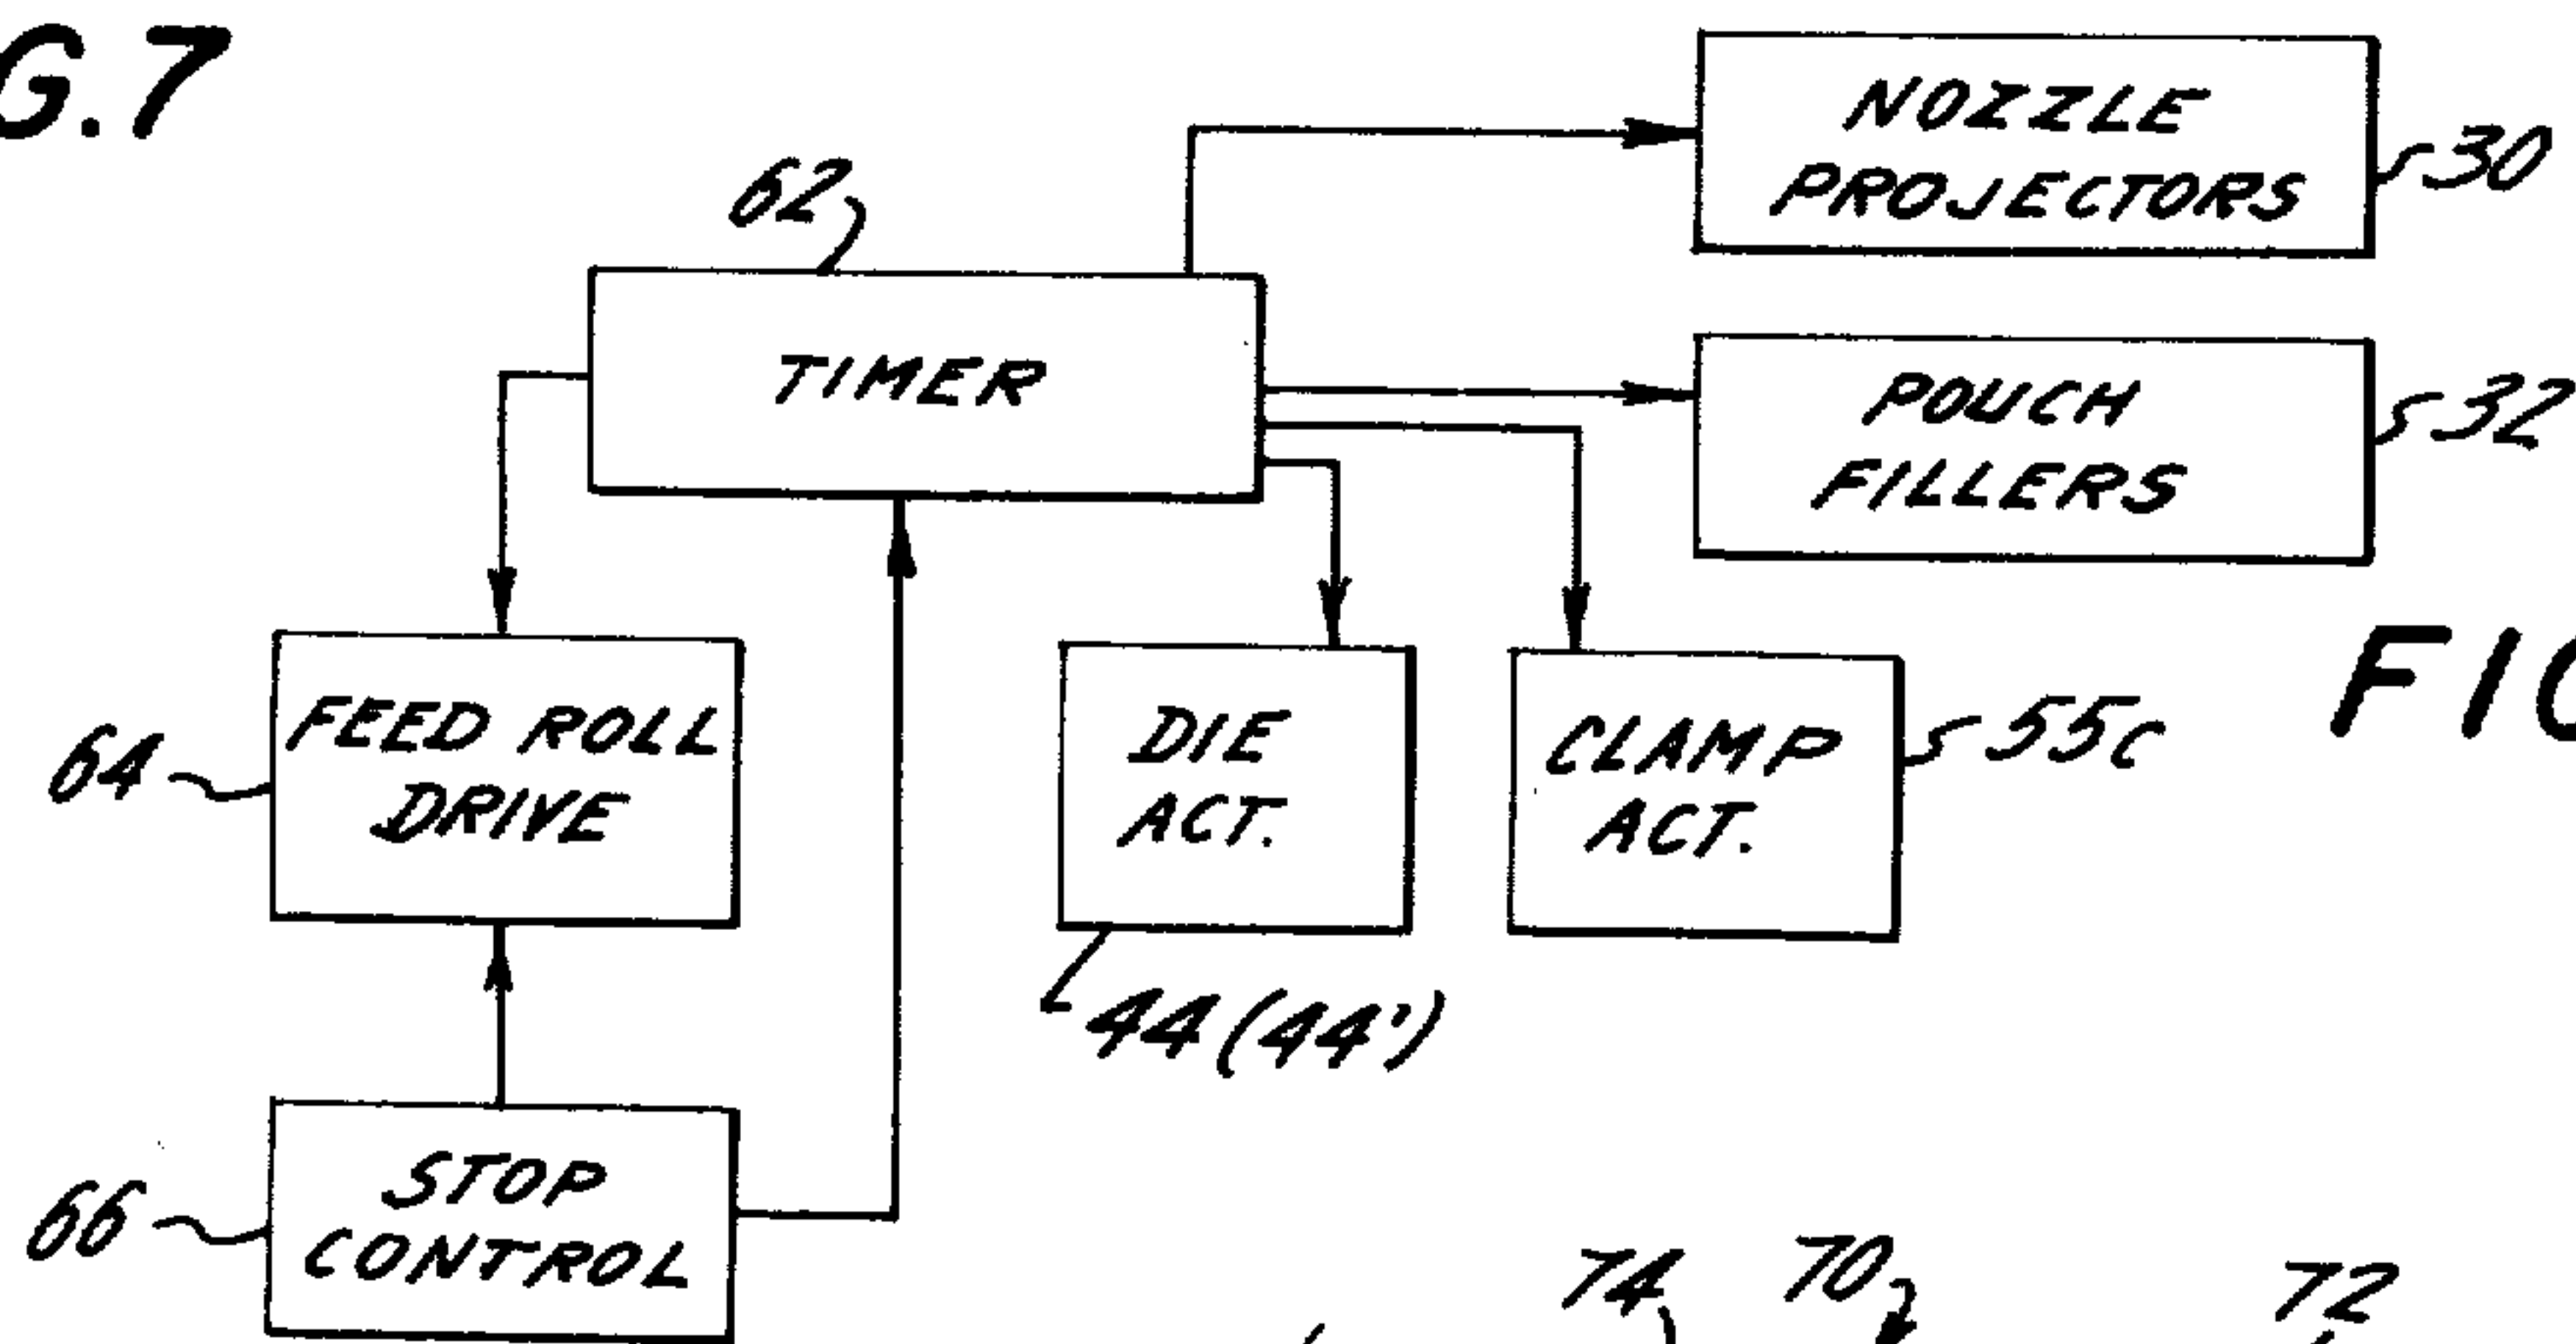 G.7
NOZZLE
PROJECTORS
30
62
TIMER
POUCH
FILLERS
32
FEED ROLL
DRIVE
64
DIE
ACT.
44 (44')
CLAMP
ACT.
55c
FIG
STOP
CONTROL
66
74
70
72